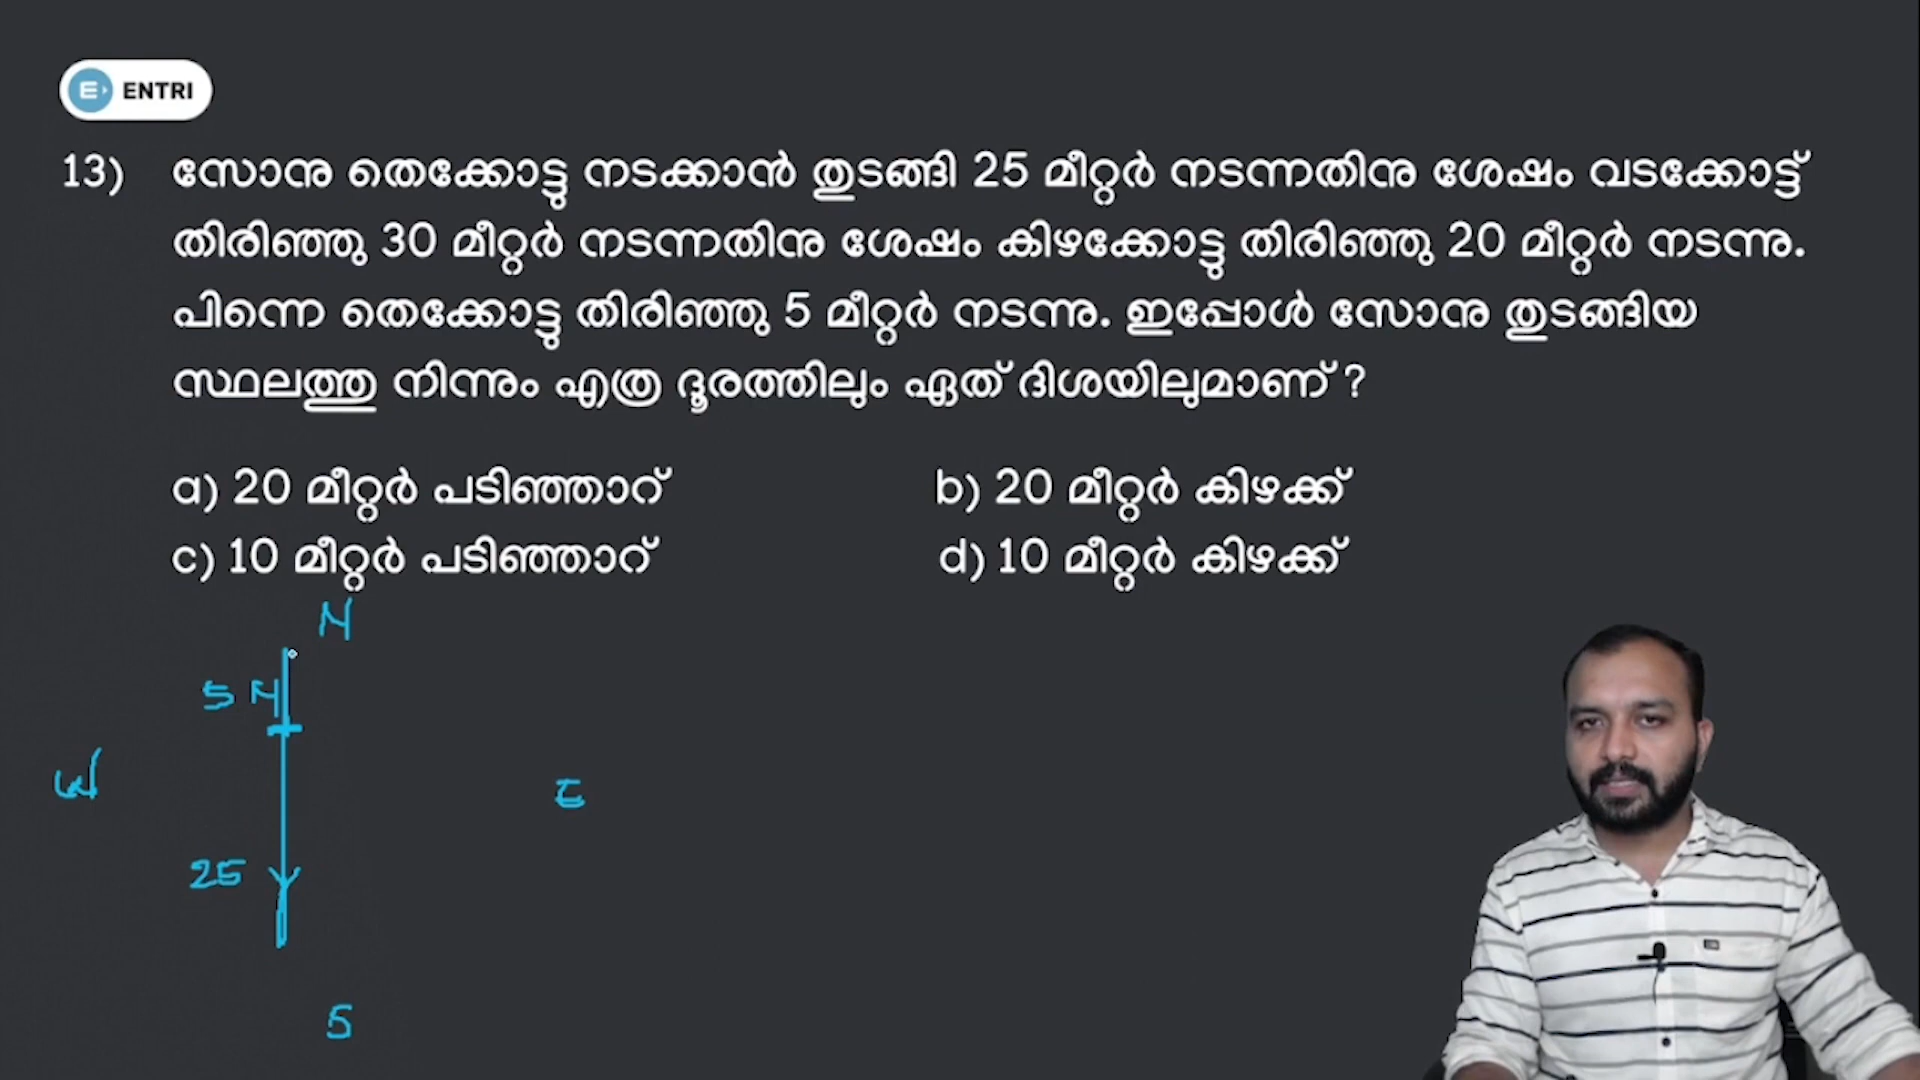 ENTRI
13) സോനു തെക്കോട്ടു നടക്കാൻ തുടങ്ങി 25 മീറ്റർ നടന്നതിനു ശേഷം വടക്കോട്ട്
തിരിഞ്ഞു 30 മീറ്റർ നടന്നതിനു ശേഷം കിഴക്കോട്ടു തിരിഞ്ഞു 20 മീറ്റർ നടന്നു.
പിന്നെ തെക്കോട്ടു തിരിഞ്ഞു 5 മീറ്റർ നടന്നു. ഇപ്പോൾ സോനു തുടങ്ങിയ
സ്ഥലത്തു നിന്നും എത്ര ദൂരത്തിലും ഏത് ദിശയിലുമാണ് ?
a) 20 മീറ്റർ പടിഞ്ഞാറ് b) 20 മീറ്റർ കിഴക്ക്
c) 10 മീറ്റർ പടിഞ്ഞാറ് d) 10 മീറ്റർ കിഴക്ക്
N
5 M
W E
25
S